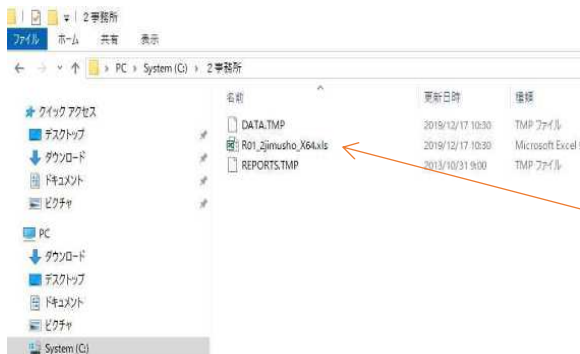 2事務所
ファイル ホーム 共有 表示
PC › System (C:) › 2事務所
名前 更新日時 種類
クイック アクセス
デスクトップ
ダウンロード
ドキュメント
ピクチャ
DATA.TMP 2019/12/17 10:30 TMP ファイル
R01_2jimusho_X64.xls 2019/12/17 10:30 Microsoft Excel
REPORTS.TMP 2013/10/31 9:00 TMP ファイル
PC
ダウンロード
デスクトップ
ドキュメント
ピクチャ
System (C:)